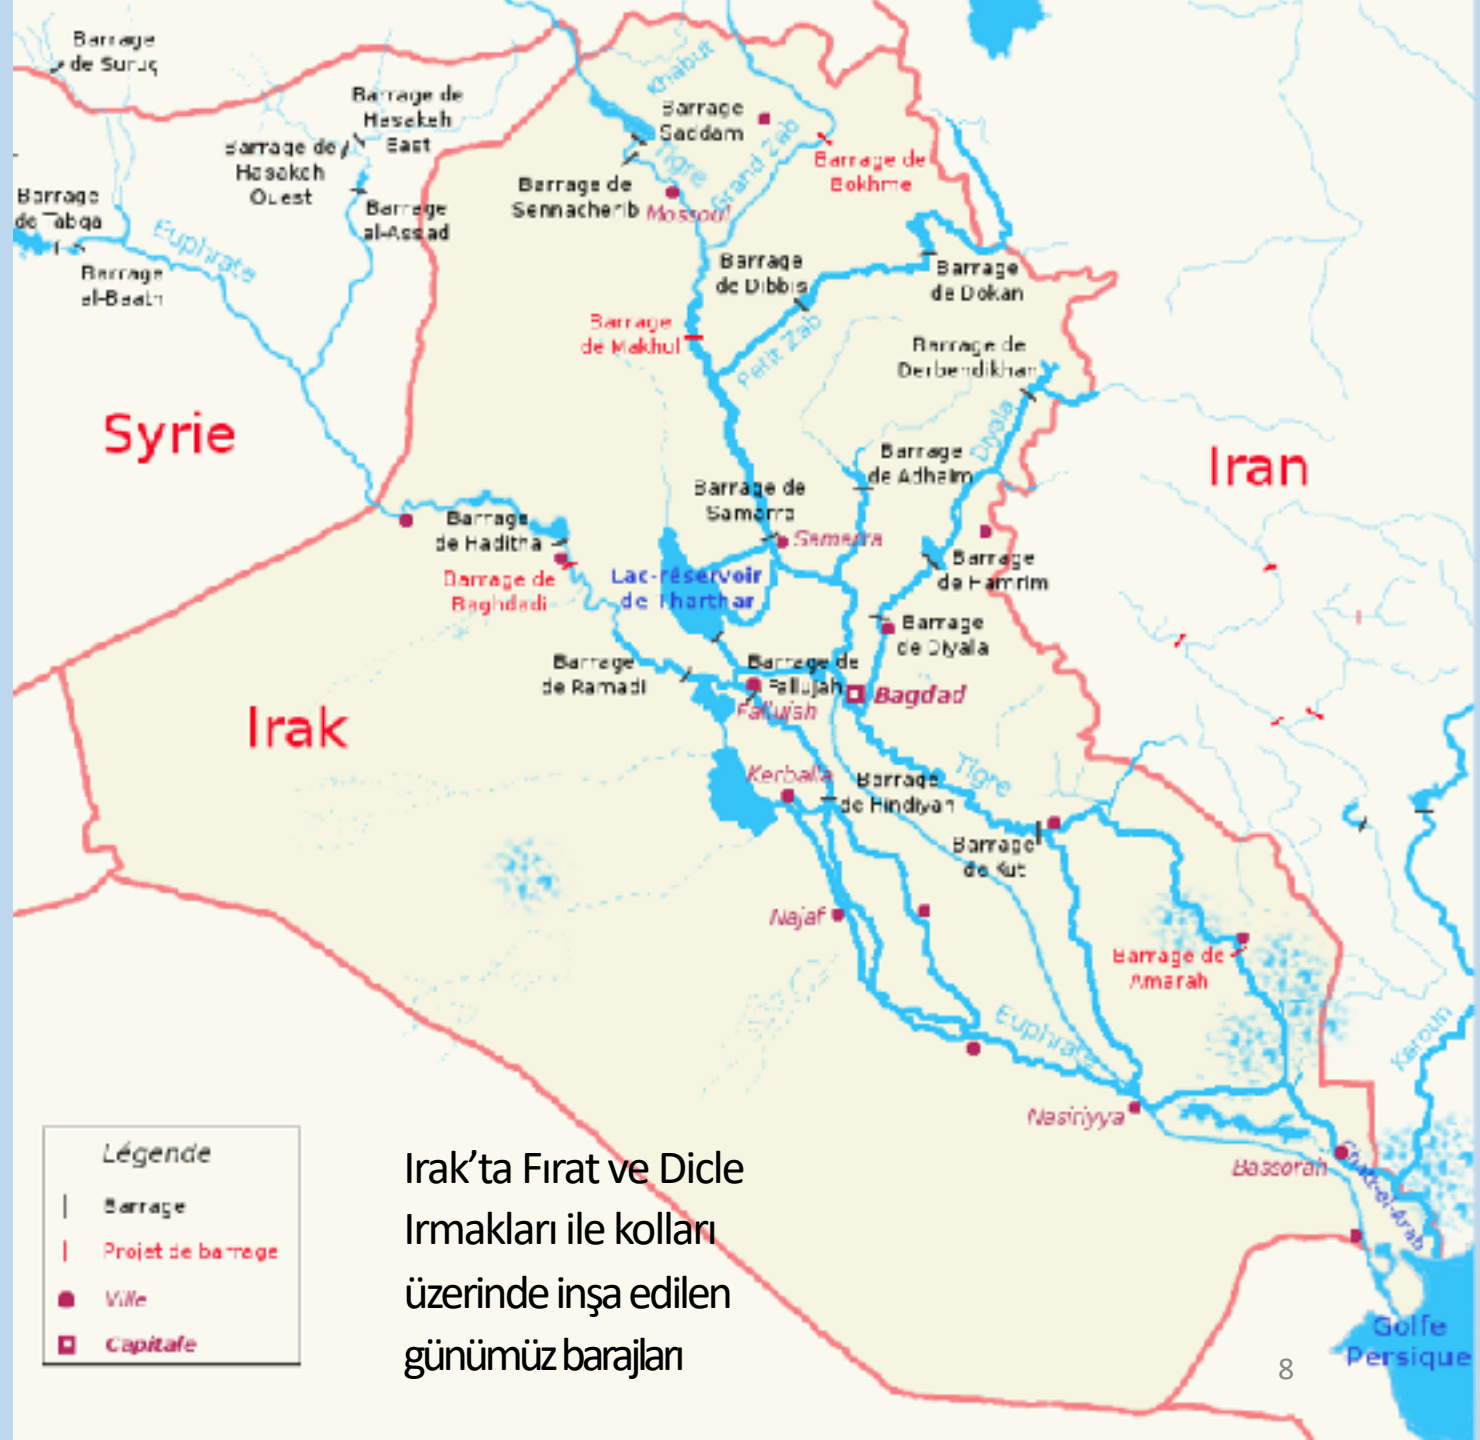 Barrage
de Suruç
Barrage de
Hasakeh
East
Barrage de
Hasakeh
Ouest
Barrage
de Tabqa
Barrage
al-Assad
Euphrate
Barrage
al-Baath
Khabur
Barrage
Saddam
Tigre
Grand Zab
Barrage de
Bokhme
Barrage de
Sennacherib
Mossoul
Barrage
de Dibbis
Barrage
de Dokan
Barrage
de Makhul
Petit Zab
Barrage de
Derbendikhan
Diyala
Syrie
Iran
Barrage
de Adhaim
Barrage de
Samarra
Samarra
Barrage
de Haditha
Barrage de
Baghdadi
Lac-réservoir
de Tharthar
Barrage
de Hamrim
Barrage
de Diyala
Barrage
de Ramadi
Barrage de
Fallujah
Fallujah
Bagdad
Irak
Kerballa
Barrage
de Hindiyah
Tigre
Barrage
de Kut
Najaf
Barrage de
Amarah
Euphrate
Karoun
Nasiriyya
Bassorah
Chatt-el-Arab
Golfe
Persique
Légende
Barrage
Projet de barrage
Ville
Capitale
Irak’ta Fırat ve Dicle
Irmakları ile kolları
üzerinde inşa edilen
günümüz barajları
8